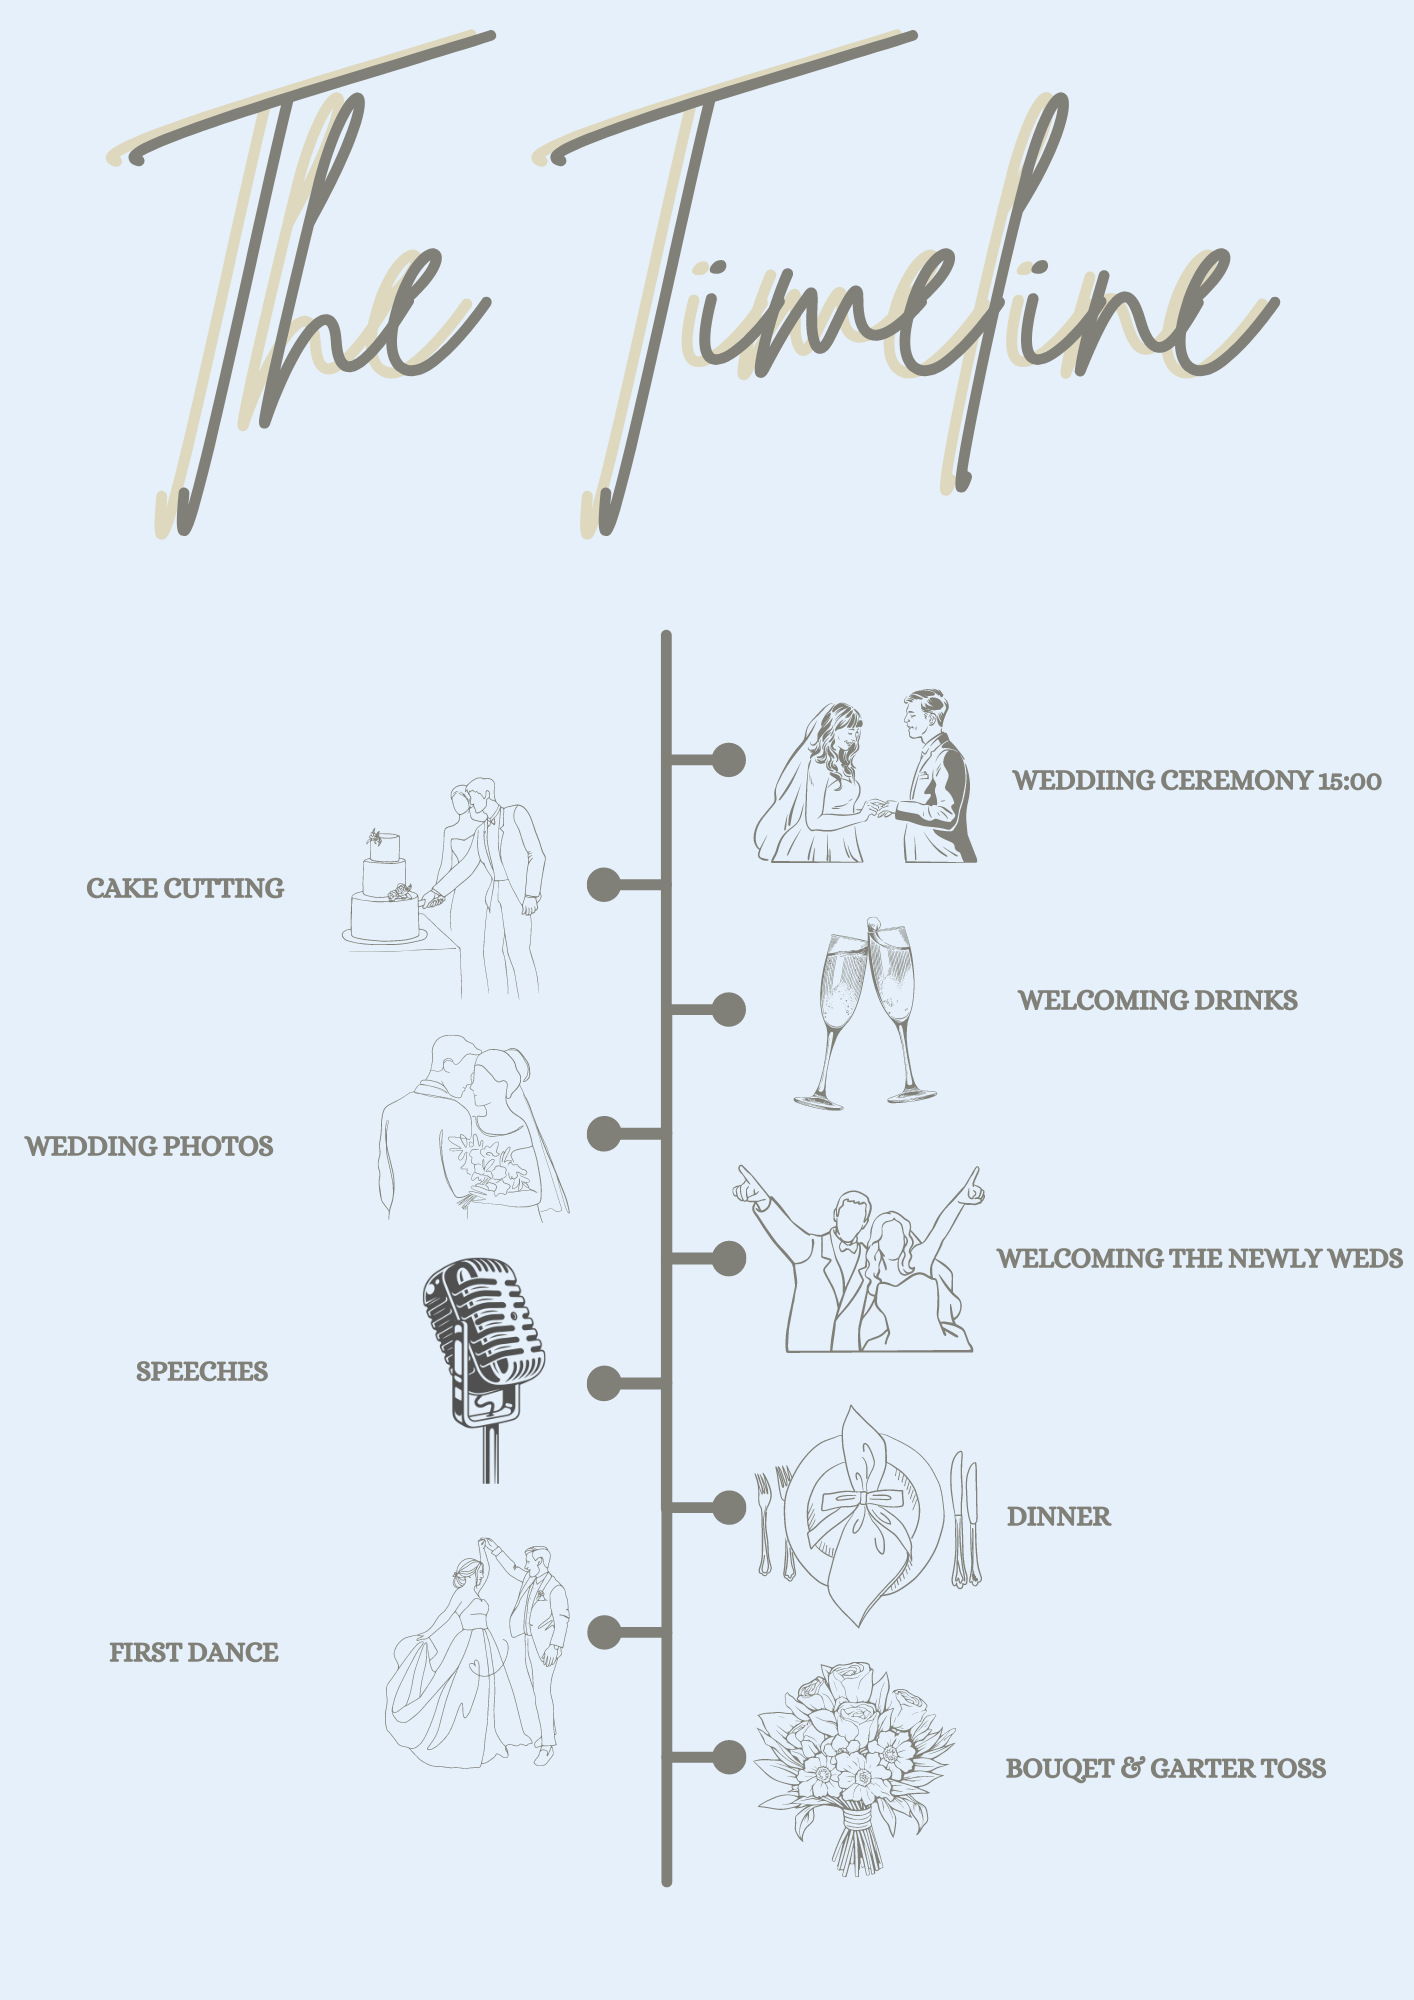 The Timeline
WEDDIING CEREMONY 15:00
CAKE CUTTING
WELCOMING DRINKS
WEDDING PHOTOS
WELCOMING THE NEWLY WEDS
SPEECHES
DINNER
FIRST DANCE
BOUQET & GARTER TOSS